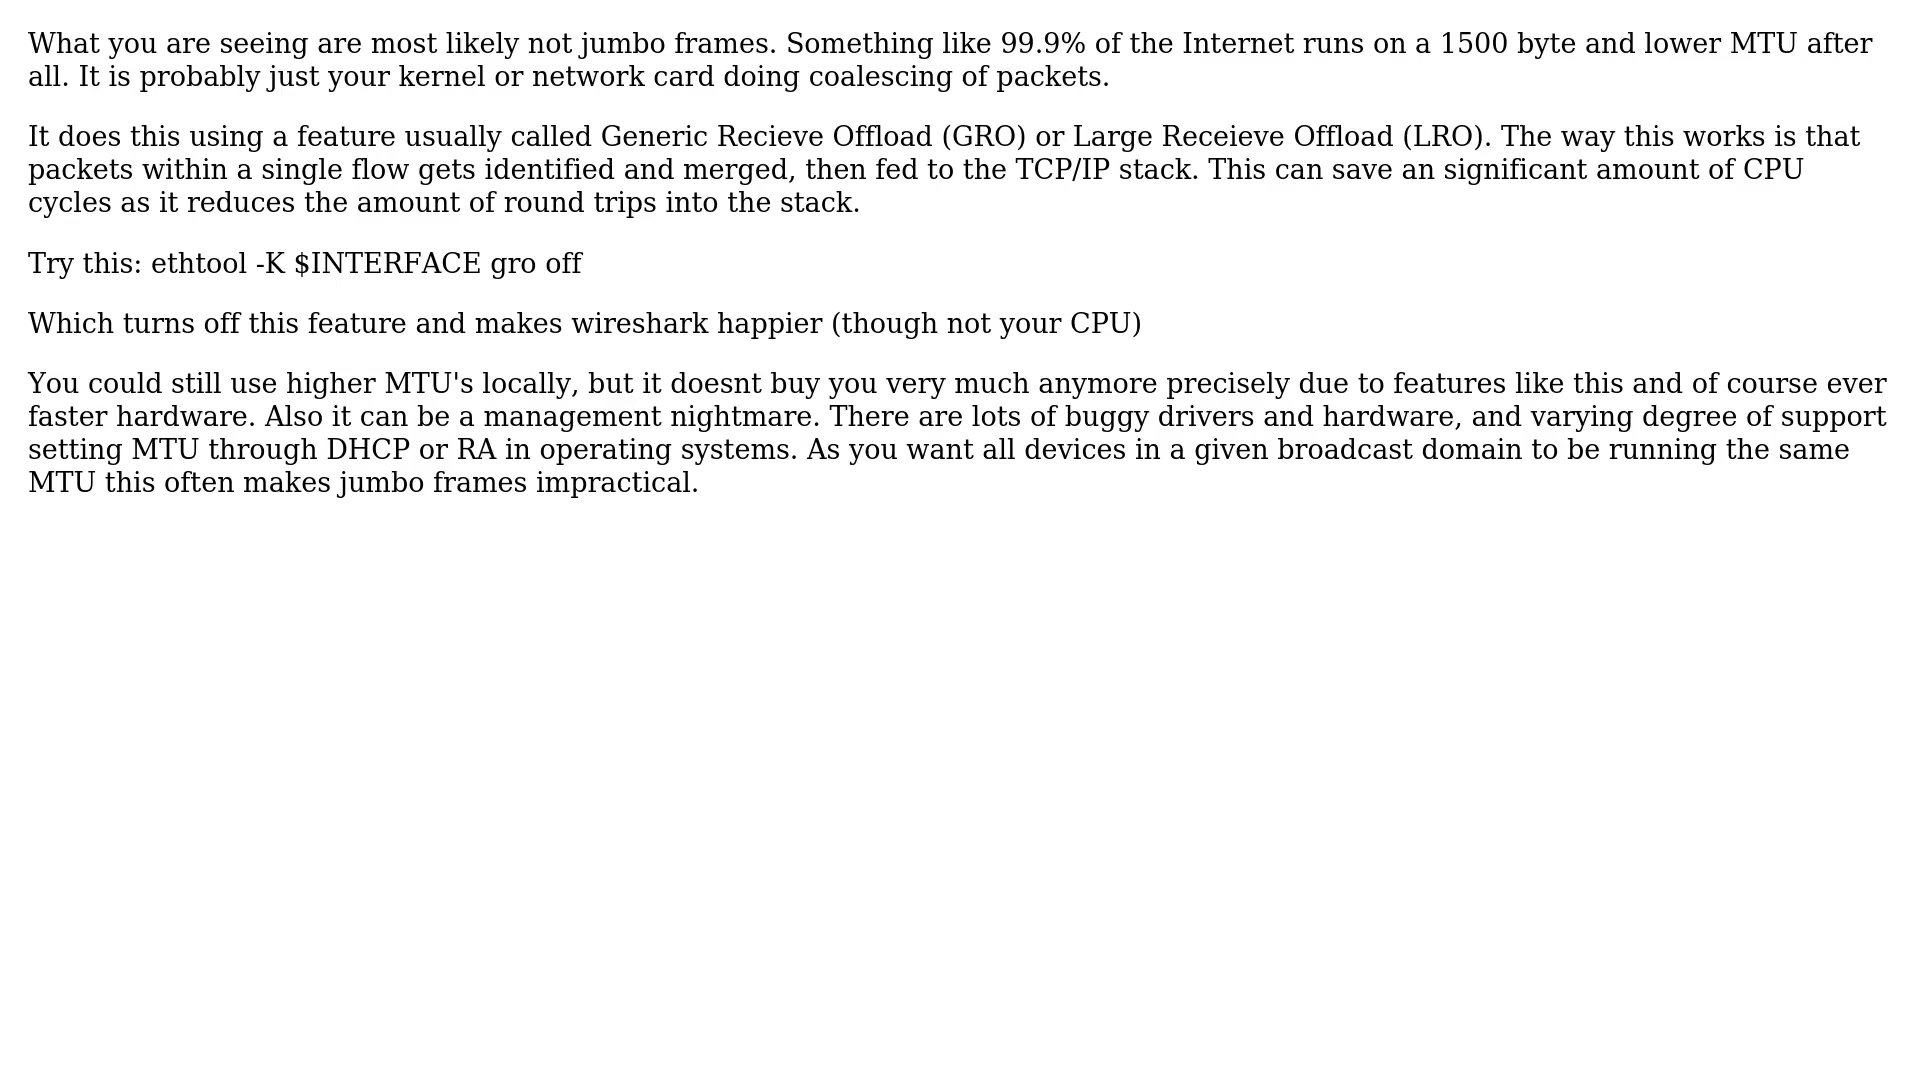 What you are seeing are most likely not jumbo frames. Something like 99.9% of the Internet runs on a 1500 byte and lower MTU after
all. It is probably just your kernel or network card doing coalescing of packets.
It does this using a feature usually called Generic Recieve Offload (GRO) or Large Receieve Offload (LRO). The way this works is that
packets within a single flow gets identified and merged, then fed to the TCP/IP stack. This can save an significant amount of CPU
cycles as it reduces the amount of round trips into the stack.
Try this: ethtool -K $INTERFACE gro off
Which turns off this feature and makes wireshark happier (though not your CPU)
You could still use higher MTU's locally, but it doesnt buy you very much anymore precisely due to features like this and of course ever
faster hardware. Also it can be a management nightmare. There are lots of buggy drivers and hardware, and varying degree of support
setting MTU through DHCP or RA in operating systems. As you want all devices in a given broadcast domain to be running the same
MTU this often makes jumbo frames impractical.